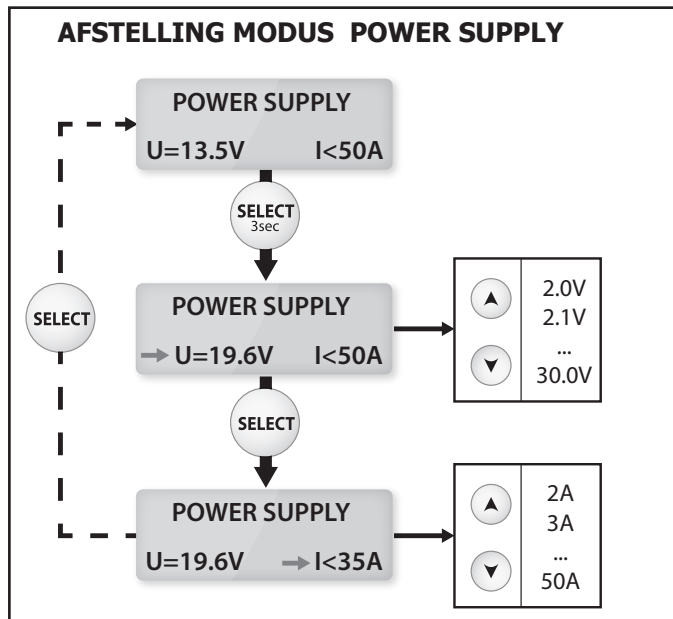 AFSTELLING MODUS POWER SUPPLY
POWER SUPPLY
U=13.5V I<50A
SELECT
3sec
POWER SUPPLY
U=19.6V I<50A
2.0V
2.1V
...
30.0V
SELECT
SELECT
POWER SUPPLY
U=19.6V I<35A
2A
3A
...
50A